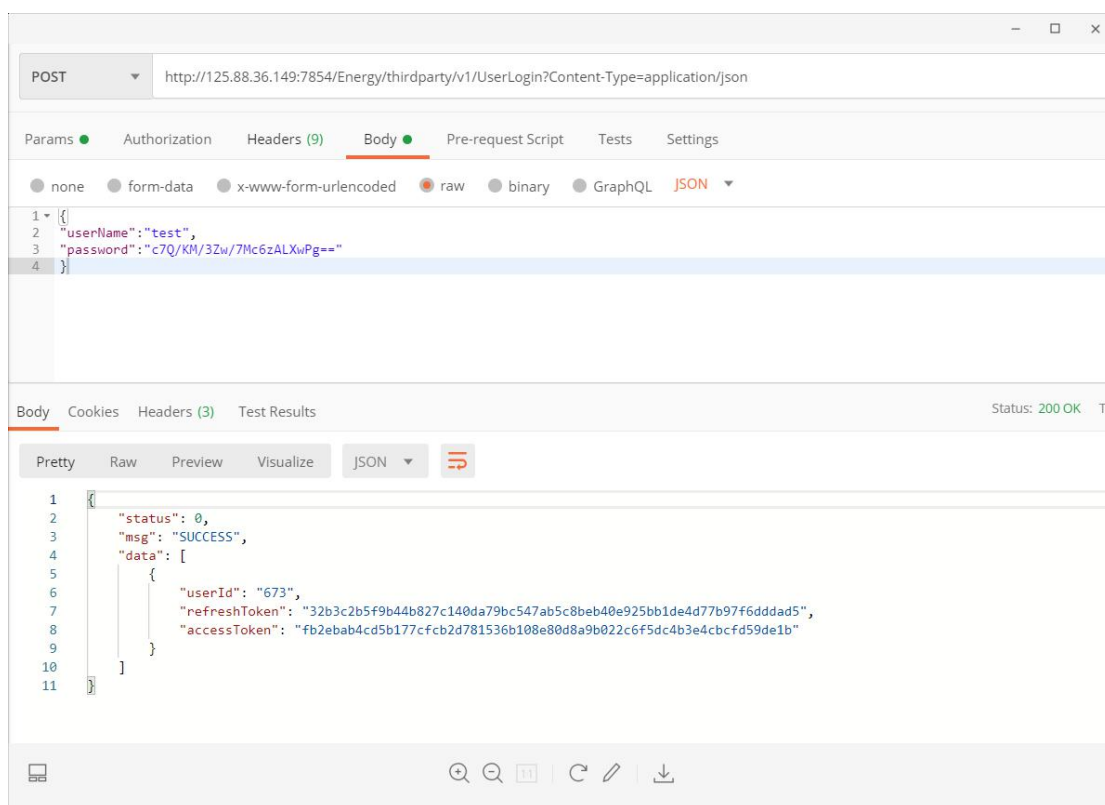 POST http://125.88.36.149:7854/Energy/thirdparty/v1/UserLogin?Content-Type=application/json
Params Authorization Headers (9) Body Pre-request Script Tests Settings
none form-data x-www-form-urlencoded raw binary GraphQL JSON
1 {
2 "userName":"test",
3 "password":"c7Q/KM/3Zw/7Mc6zALXwPg=="
4 }
Body Cookies Headers (3) Test Results Status: 200 OK T
Pretty Raw Preview Visualize JSON
1 {
2 "status": 0,
3 "msg": "SUCCESS",
4 "data": [
5 {
6 "userId": "673",
7 "refreshToken": "32b3c2b5f9b44b827c140da79bc547ab5c8beb40e925bb1de4d77b97f6dddad5",
8 "accessToken": "fb2ebab4cd5b177cfcb2d781536b108e80d8a9b022c6f5dc4b3e4cbcfd59de1b"
9 }
10 ]
11 }
1:1